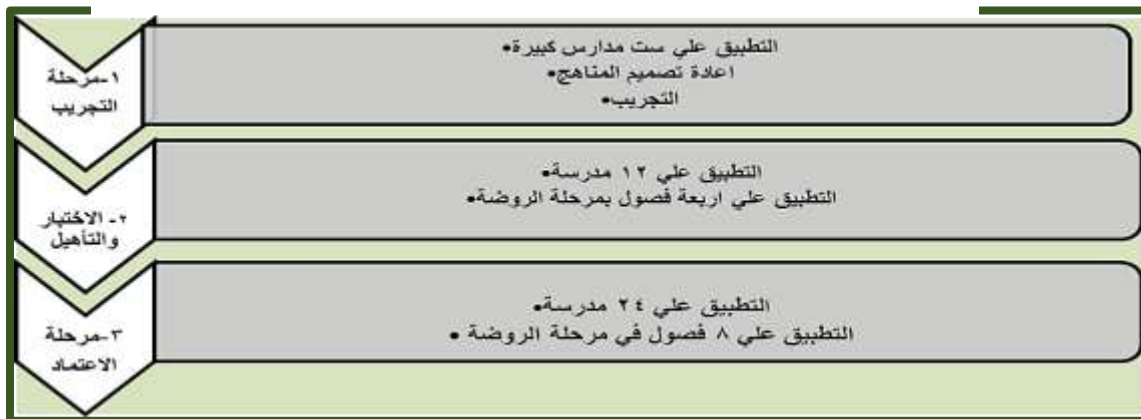 ١-مرحلة
التجريب
التطبيق علي ست مدارس كبيرة•
اعادة تصميم المناهج•
التجريب•
٢- الاختبار
والتأهيل
التطبيق علي ١٢ مدرسة•
التطبيق علي اربعة فصول بمرحلة الروضة•
٣-مرحلة
الاعتماد
التطبيق علي ٢٤ مدرسة•
التطبيق علي ٨ فصول في مرحلة الروضة •